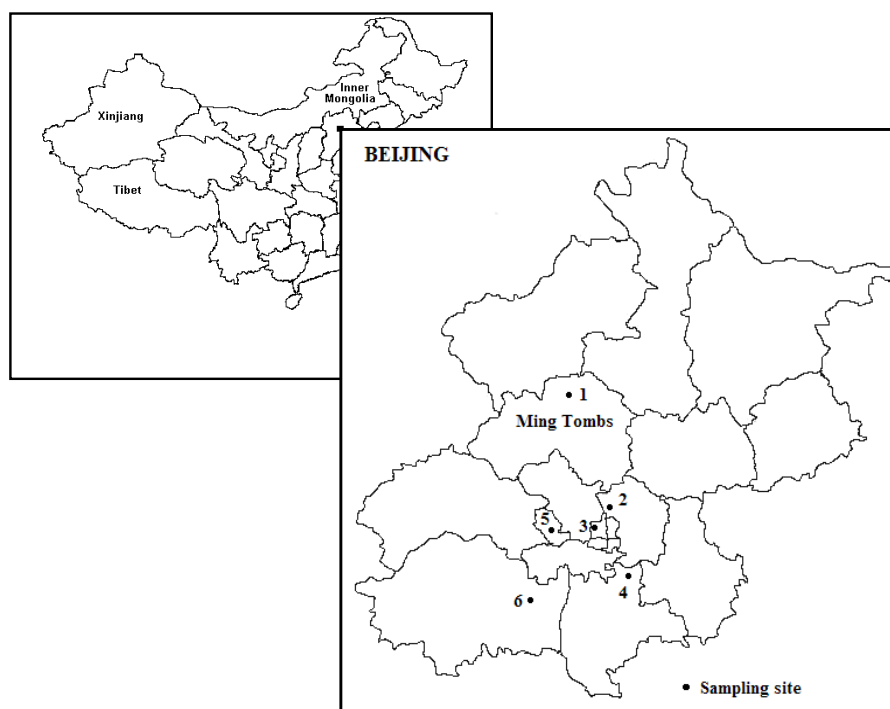 Inner
Mongolia
Xinjiang
Tibet
BEIJING
1
Ming Tombs
2
3
5
4
6
Sampling site